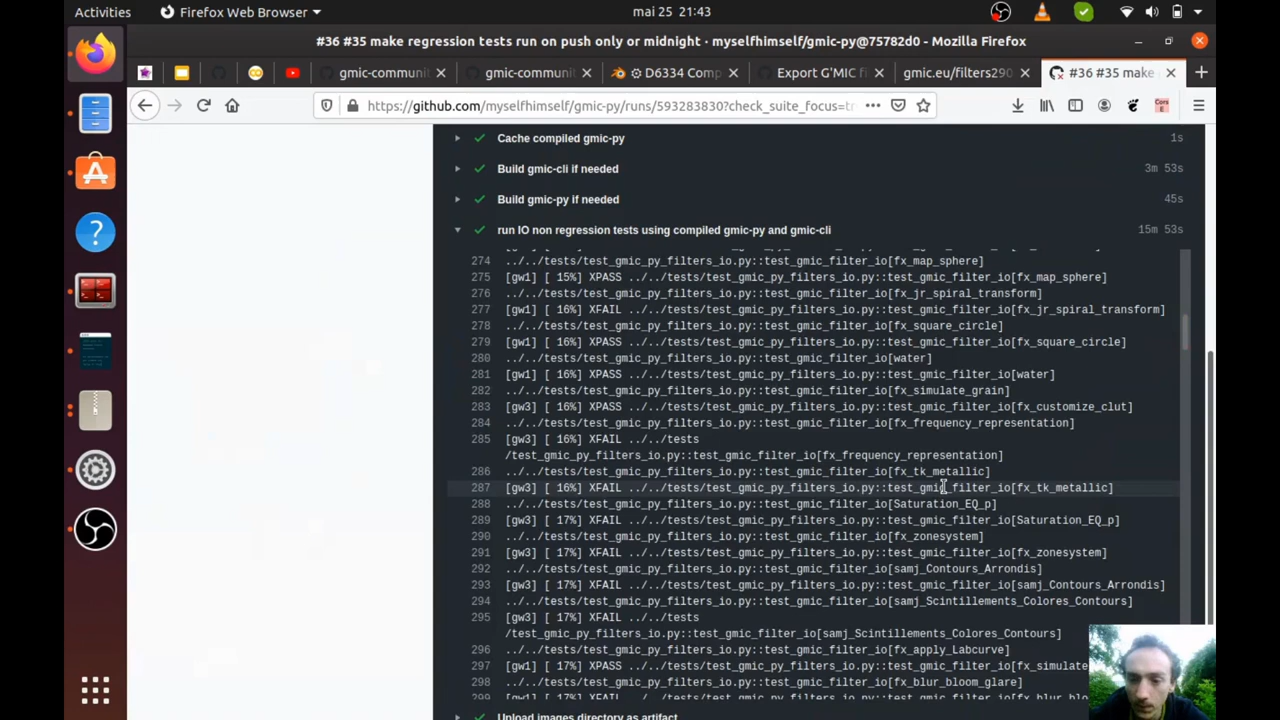 Activities
Firefox Web Browser
mai 25 21:43
#36 #35 make regression tests run on push only or midnight · myselfhimself/gmic-py@75782d0 - Mozilla Firefox
gmic-communit
gmic-communit
D6334 Comp
Export G'MIC f
gmic.eu/filters290
#36 #35 make
https://github.com/myselfhimself/gmic-py/runs/593283830?check_suite_focus=tr
Cache compiled gmic-py 1s
Build gmic-cli if needed 3m 53s
Build gmic-py if needed 45s
run IO non regression tests using compiled gmic-py and gmic-cli 15m 53s
274 ../../tests/test_gmic_py_filters_io.py::test_gmic_filter_io[fx_map_sphere]
275 [gw1] [ 15%] XPASS ../../tests/test_gmic_py_filters_io.py::test_gmic_filter_io[fx_map_sphere]
276 ../../tests/test_gmic_py_filters_io.py::test_gmic_filter_io[fx_jr_spiral_transform]
277 [gw1] [ 16%] XFAIL ../../tests/test_gmic_py_filters_io.py::test_gmic_filter_io[fx_jr_spiral_transform]
278 ../../tests/test_gmic_py_filters_io.py::test_gmic_filter_io[fx_square_circle]
279 [gw1] [ 16%] XPASS ../../tests/test_gmic_py_filters_io.py::test_gmic_filter_io[fx_square_circle]
280 ../../tests/test_gmic_py_filters_io.py::test_gmic_filter_io[water]
281 [gw1] [ 16%] XPASS ../../tests/test_gmic_py_filters_io.py::test_gmic_filter_io[water]
282 ../../tests/test_gmic_py_filters_io.py::test_gmic_filter_io[fx_simulate_grain]
283 [gw3] [ 16%] XPASS ../../tests/test_gmic_py_filters_io.py::test_gmic_filter_io[fx_customize_clut]
284 ../../tests/test_gmic_py_filters_io.py::test_gmic_filter_io[fx_frequency_representation]
285 [gw3] [ 16%] XFAIL ../../tests
/test_gmic_py_filters_io.py::test_gmic_filter_io[fx_frequency_representation]
286 ../../tests/test_gmic_py_filters_io.py::test_gmic_filter_io[fx_tk_metallic]
287 [gw3] [ 16%] XFAIL ../../tests/test_gmic_py_filters_io.py::test_gmic_filter_io[fx_tk_metallic]
288 ../../tests/test_gmic_py_filters_io.py::test_gmic_filter_io[Saturation_EQ_p]
289 [gw3] [ 17%] XFAIL ../../tests/test_gmic_py_filters_io.py::test_gmic_filter_io[Saturation_EQ_p]
290 ../../tests/test_gmic_py_filters_io.py::test_gmic_filter_io[fx_zonesystem]
291 [gw3] [ 17%] XFAIL ../../tests/test_gmic_py_filters_io.py::test_gmic_filter_io[fx_zonesystem]
292 ../../tests/test_gmic_py_filters_io.py::test_gmic_filter_io[samj_Contours_Arrondis]
293 [gw3] [ 17%] XFAIL ../../tests/test_gmic_py_filters_io.py::test_gmic_filter_io[samj_Contours_Arrondis]
294 ../../tests/test_gmic_py_filters_io.py::test_gmic_filter_io[samj_Scintillements_Colores_Contours]
295 [gw3] [ 17%] XFAIL ../../tests
/test_gmic_py_filters_io.py::test_gmic_filter_io[samj_Scintillements_Colores_Contours]
296 ../../tests/test_gmic_py_filters_io.py::test_gmic_filter_io[fx_apply_Labcurve]
297 [gw1] [ 17%] XPASS ../../tests/test_gmic_py_filters_io.py::test_gmic_filter_io[fx_simulate
298 ../../tests/test_gmic_py_filters_io.py::test_gmic_filter_io[fx_blur_bloom_glare]
299 [gw1] [ 17%] XFAIL ../../tests/test_gmic_py_filters_io.py::test_gmic_filter_io[fx_blur_blo
Upload images directory as artifact